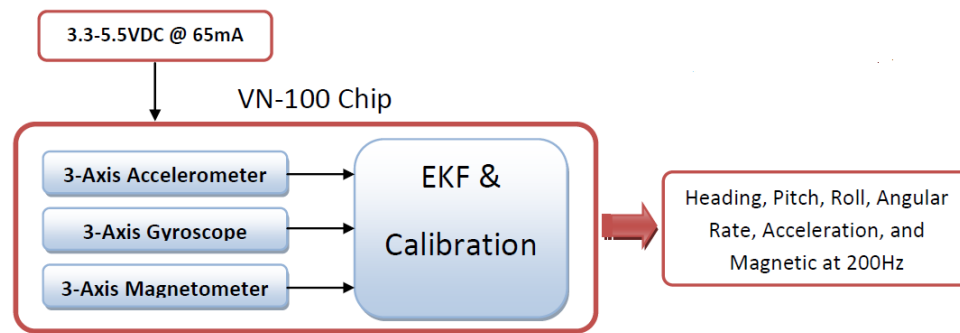 3.3-5.5VDC @ 65mA
VN-100 Chip
3-Axis Accelerometer
3-Axis Gyroscope
3-Axis Magnetometer
EKF &
Calibration
Heading, Pitch, Roll, Angular
Rate, Acceleration, and
Magnetic at 200Hz